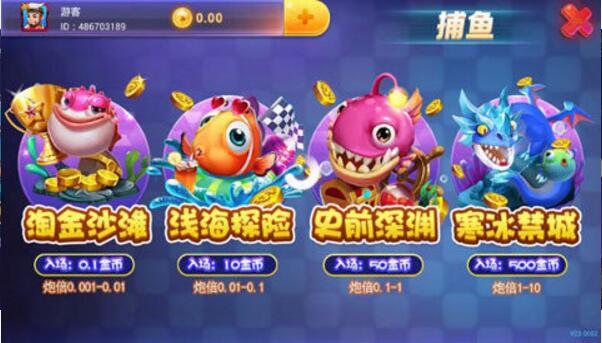 游客
ID：486703189
0.00
捕鱼
淘金沙滩
浅海探险
史前深渊
寒冰禁城
入场：0.1金币
入场：10金币
入场：50金币
入场：500金币
炮倍0.001-0.01
炮倍0.01-0.1
炮倍0.1-1
炮倍1-10
V23.0002